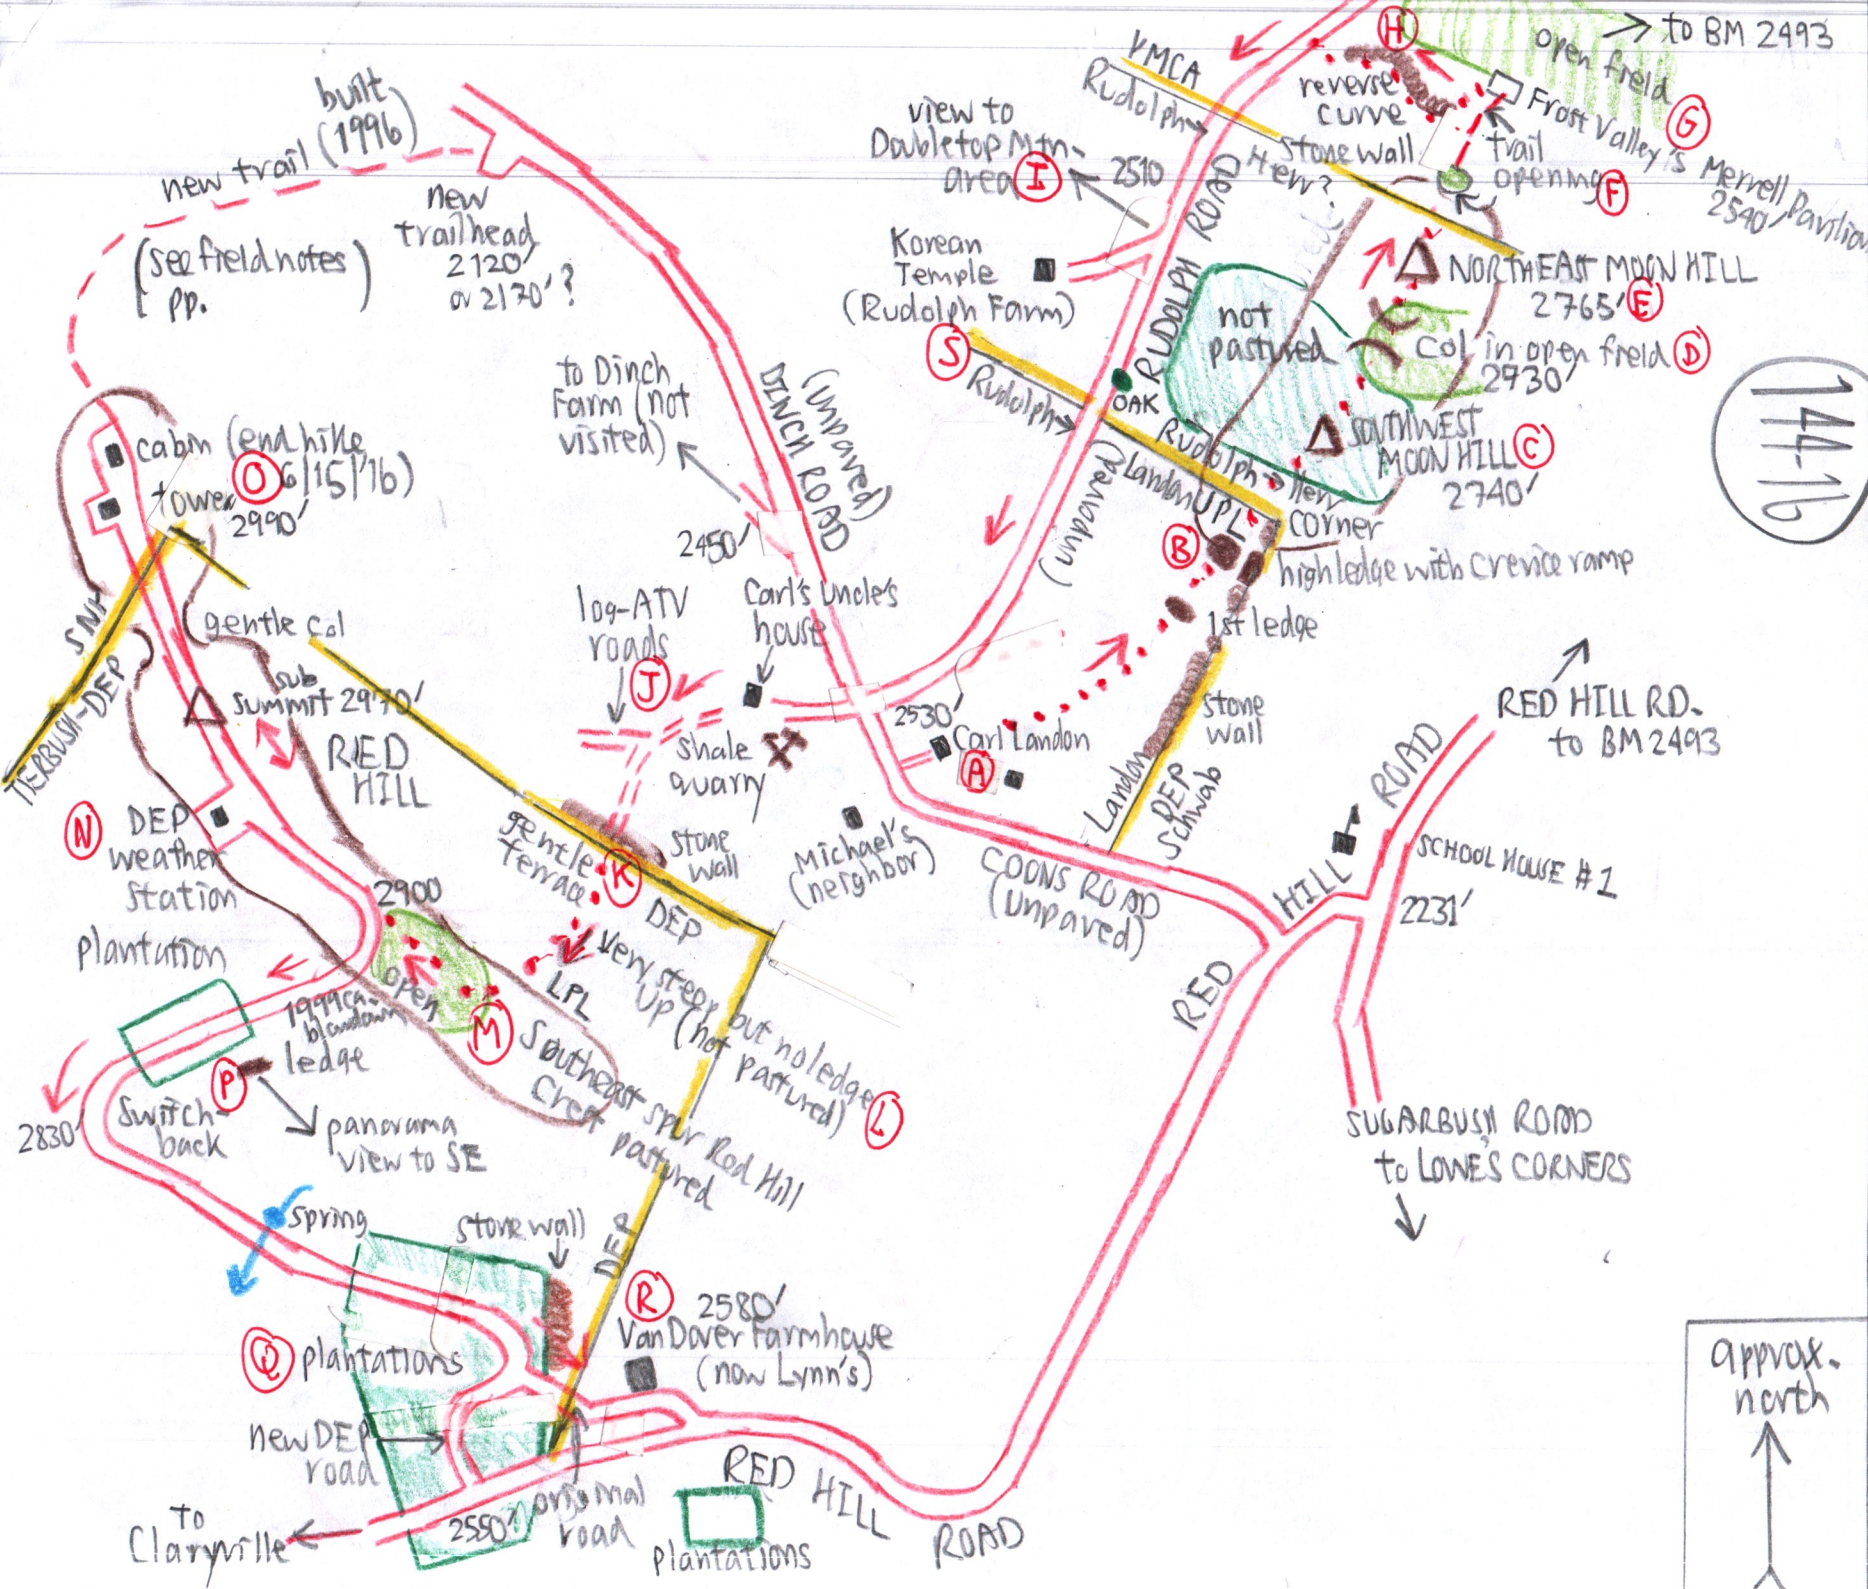 to BM 2493
open field
H
YMCA
Rudolph
reverse
curve
Frost Valley's Merrell Pavilion
2540'
G
trail
opening
F
stone wall
built
(1996)
new trail
new
trailhead
2120'
or 2170'?
(see field notes
pp. )
view to
Doubletop Mtn.
area
I
2510
RUDOLPH ROAD
(unpaved)
Korean
Temple
(Rudolph Farm)
S
Rudolph
OAK
not
pastured
NORTHEAST MOON HILL
2765'
E
Col in open field
D
2730'
SOUTHWEST
MOON HILL
C
2740'
144-16
Rudolph
Landon
UPL
corner
B
high ledge with crevice ramp
1st ledge
to Dinch
Farm (not
visited)
DINCH ROAD
(unpaved)
2450'
cabin (end hike
O
6/15/'76)
tower
2990'
SNH
TERBUSH-DEP
gentle col
sub
summit 2970'
RED
HILL
log-ATV
roads
J
Carl's Uncle's
house
shale
quarry
2530'
Carl Landon
A
stone
wall
Landon
DEP
Schwab
RED HILL RD.
to BM 2493
ROAD
HILL
RED
SCHOOL HOUSE #1
2231'
N
DEP
weather
station
gentle
terrace
K
stone
wall
DEP
Michael's
(neighbor)
COONS ROAD
(unpaved)
2900
plantation
open
M
LPL
very steep but no ledge
up (not
pastured)
L
Southeast spur Red Hill
Crest pastured
blowdown
ledge
P
panorama
view to SE
switch-
back
2830'
SUGARBUSH ROAD
to LOWE'S CORNERS
spring
stone wall
DEP
R
2580'
VanDover Farmhouse
(now Lynn's)
Q
plantations
new DEP
road
to
Claryville
2550'
original
road
RED HILL ROAD
plantations
approx.
north